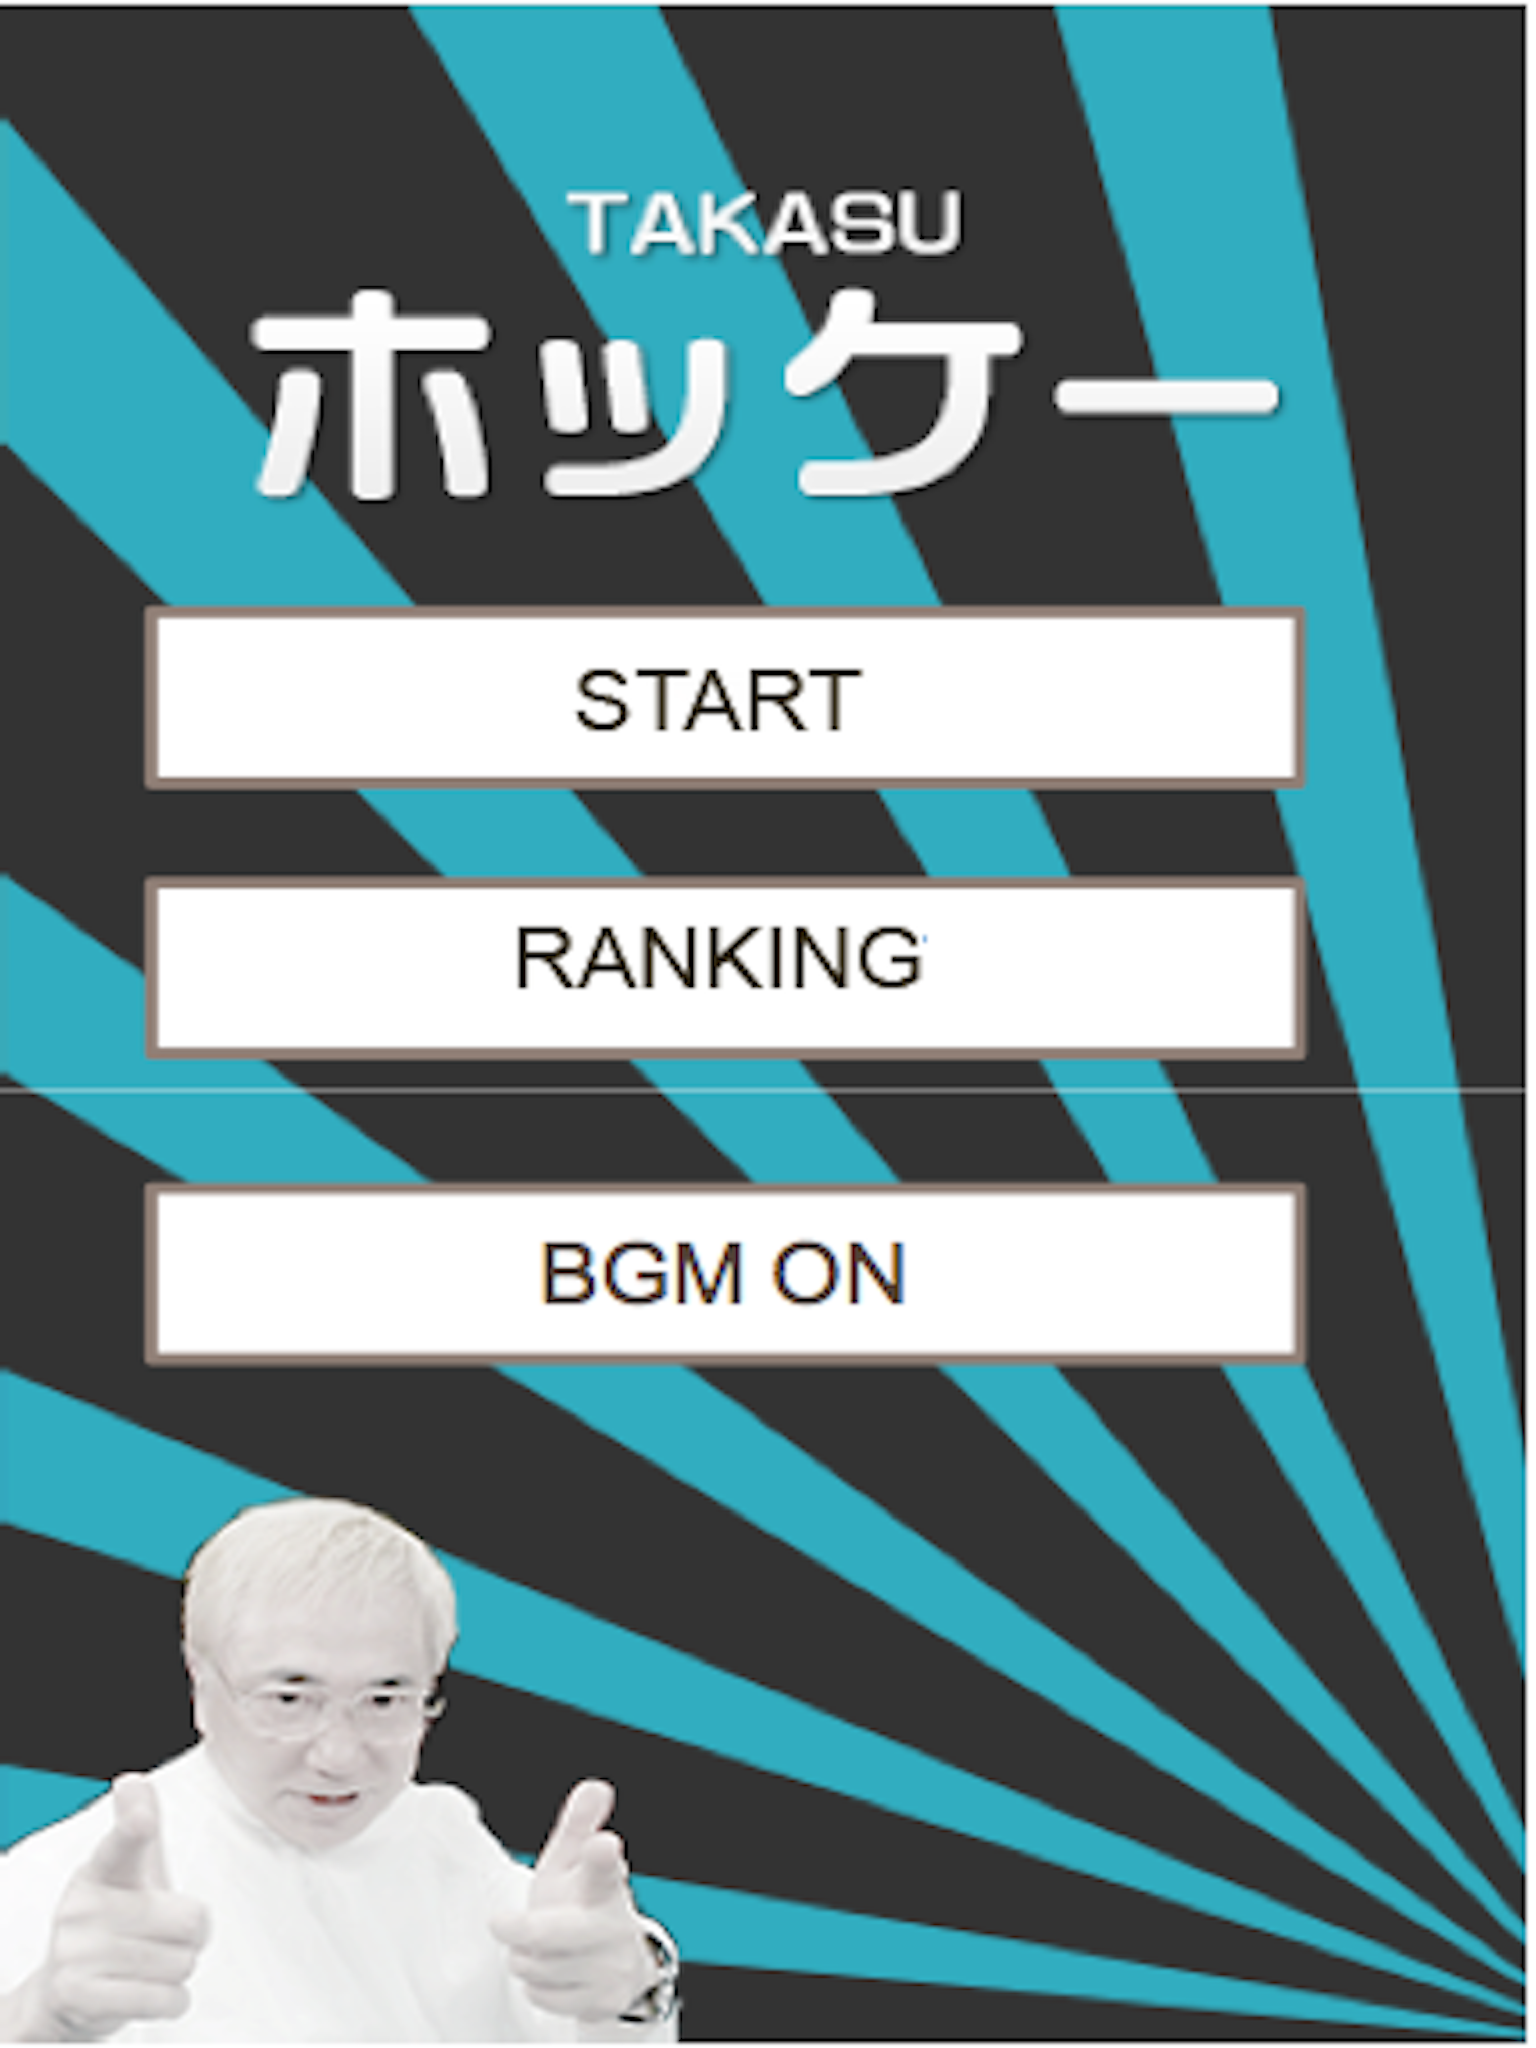 TAKASU
ホッケー
START
RANKING
BGM ON